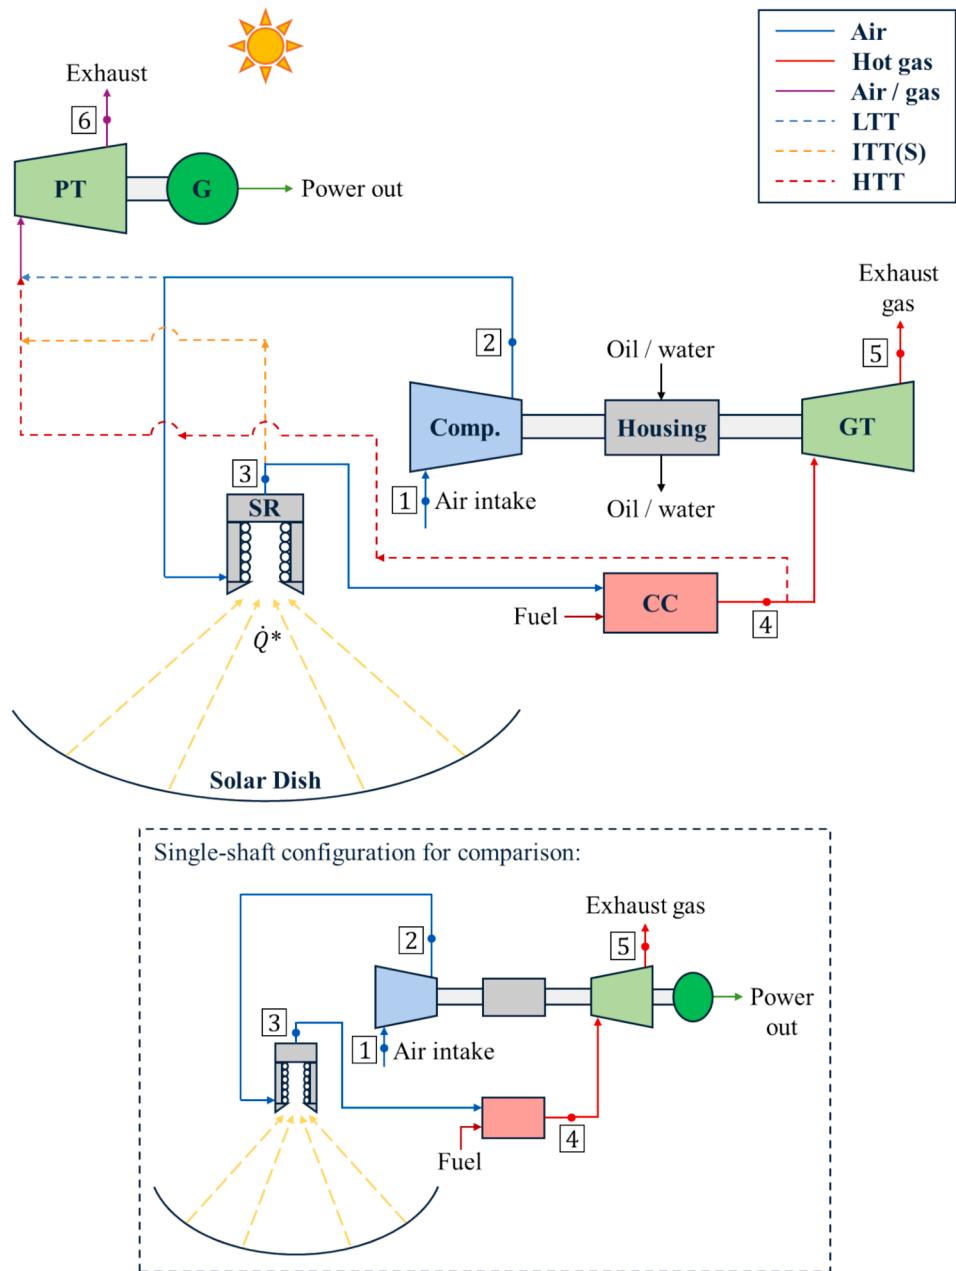 Air
Hot gas
Air / gas
LTT
ITT(S)
HTT
Exhaust
6
PT
G
Power out
Exhaust
gas
2
5
Oil / water
Comp.
Housing
GT
3
1
Air intake
Oil / water
SR
CC
Fuel
4
Q̇*
Solar Dish
Single-shaft configuration for comparison:
Exhaust gas
2
5
Power
out
3
1
Air intake
4
Fuel